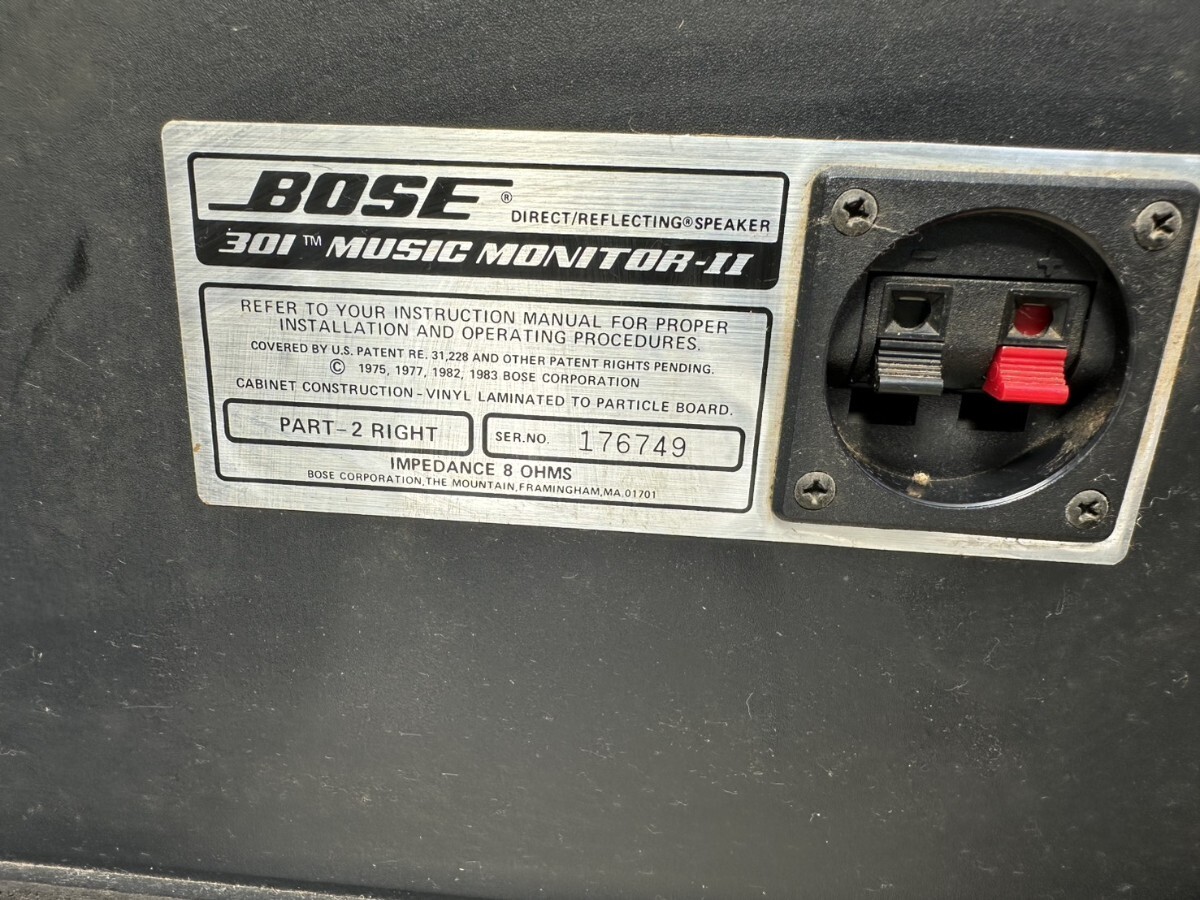 BOSE®
DIRECT/REFLECTING® SPEAKER
301™ MUSIC MONITOR-II
REFER TO YOUR INSTRUCTION MANUAL FOR PROPER
INSTALLATION AND OPERATING PROCEDURES.
COVERED BY U.S. PATENT RE. 31,228 AND OTHER PATENT RIGHTS PENDING.
© 1975, 1977, 1982, 1983 BOSE CORPORATION
CABINET CONSTRUCTION - VINYL LAMINATED TO PARTICLE BOARD.
PART-2 RIGHT
SER.NO. 176749
IMPEDANCE 8 OHMS
BOSE CORPORATION, THE MOUNTAIN, FRAMINGHAM, MA. 01701
- +